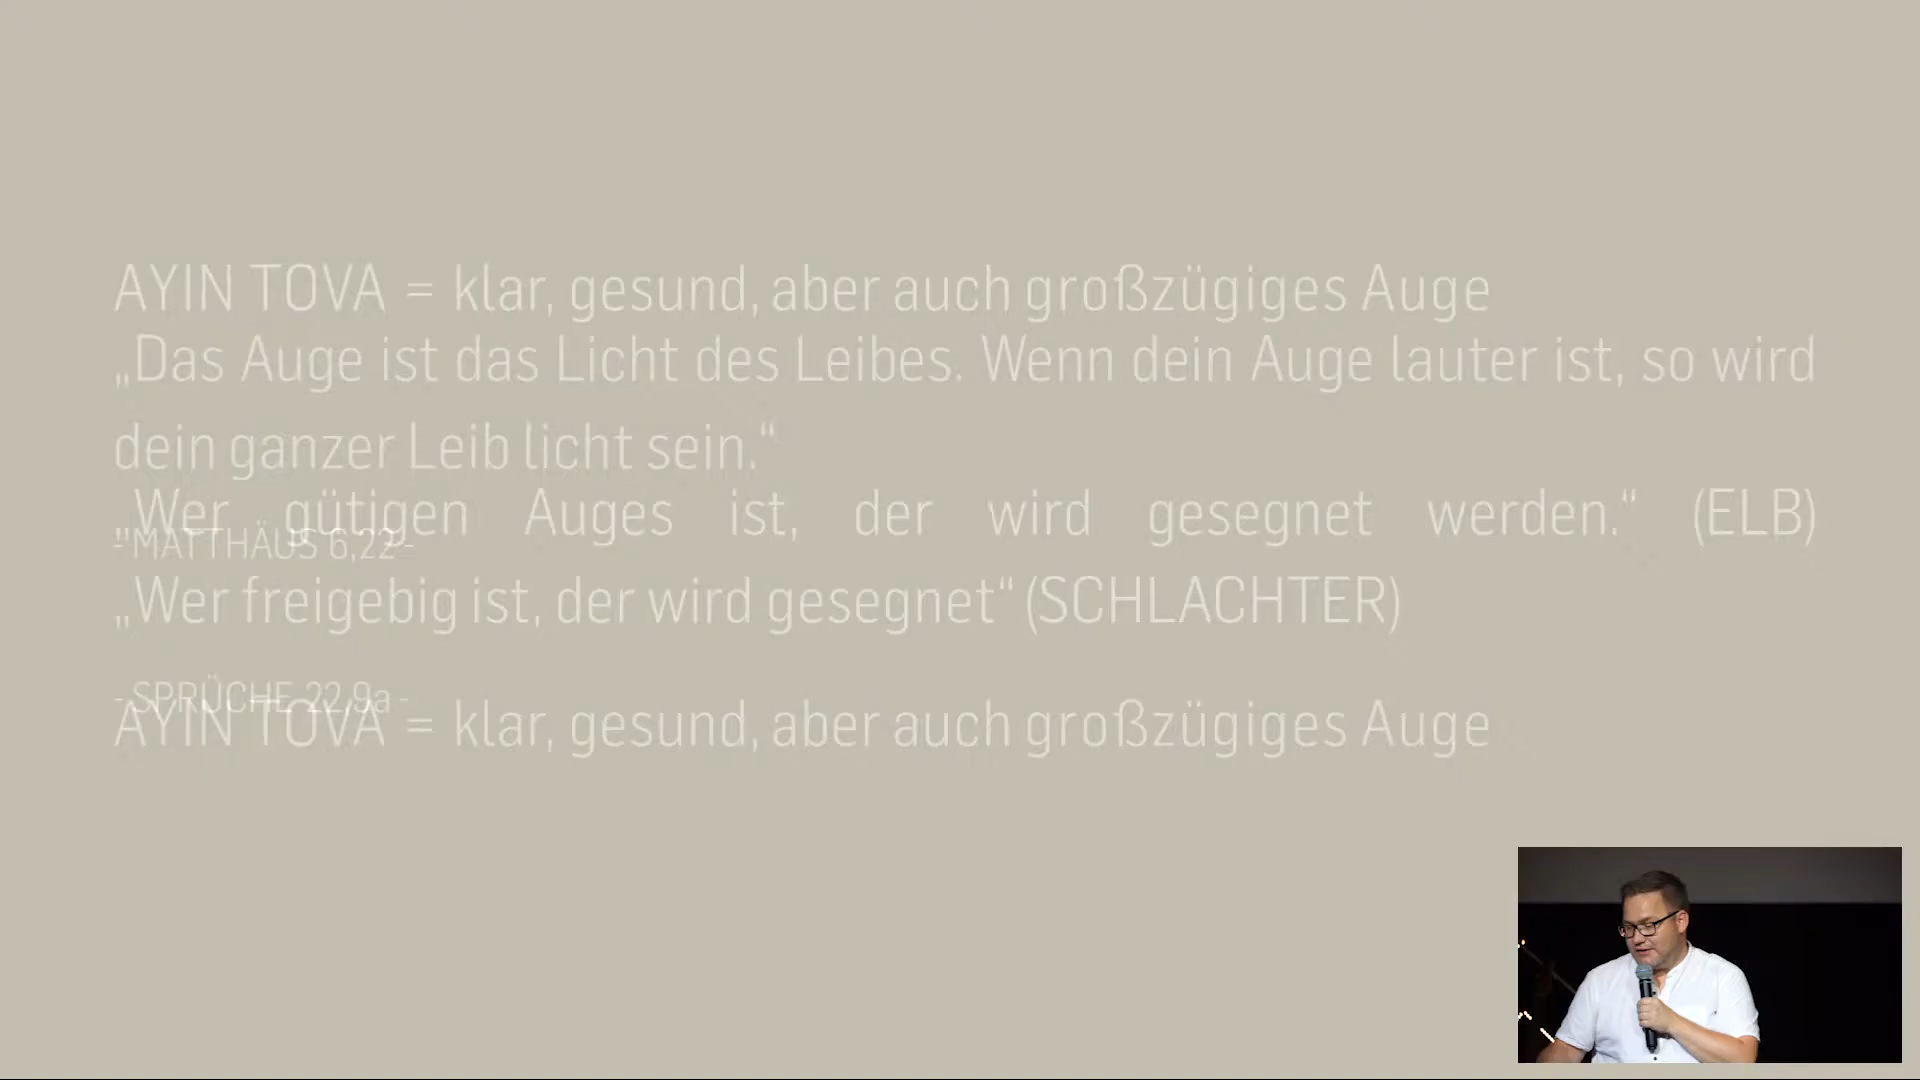 AYIN TOVA = klar, gesund, aber auch großzügiges Auge
„Das Auge ist das Licht des Leibes. Wenn dein Auge lauter ist, so wird
dein ganzer Leib licht sein.“
„Wer gütigen Auges ist, der wird gesegnet werden.“ (ELB)
- MATTHÄUS 6,22 -
„Wer freigebig ist, der wird gesegnet“ (SCHLACHTER)
- SPRÜCHE 22,9a -
AYIN TOVA = klar, gesund, aber auch großzügiges Auge